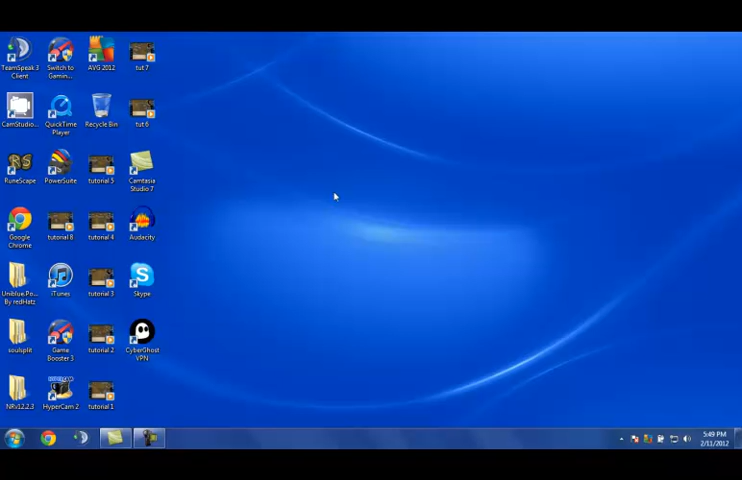 TeamSpeak 3
Client
Switch to
Gamin...
AVG 2012
tut 7
CamStudio...
QuickTime
Player
Recycle Bin
tut 6
RuneScape
PowerSuite
tutorial 5
Camtasia
Studio 7
Google
Chrome
tutorial 8
tutorial 4
Audacity
Uniblue.Po...
By redHatz
iTunes
tutorial 3
Skype
soulsplit
Game
Booster 3
tutorial 2
CyberGhost
VPN
NRv12.2.3
HyperCam 2
tutorial 1
5:49 PM
2/11/2012